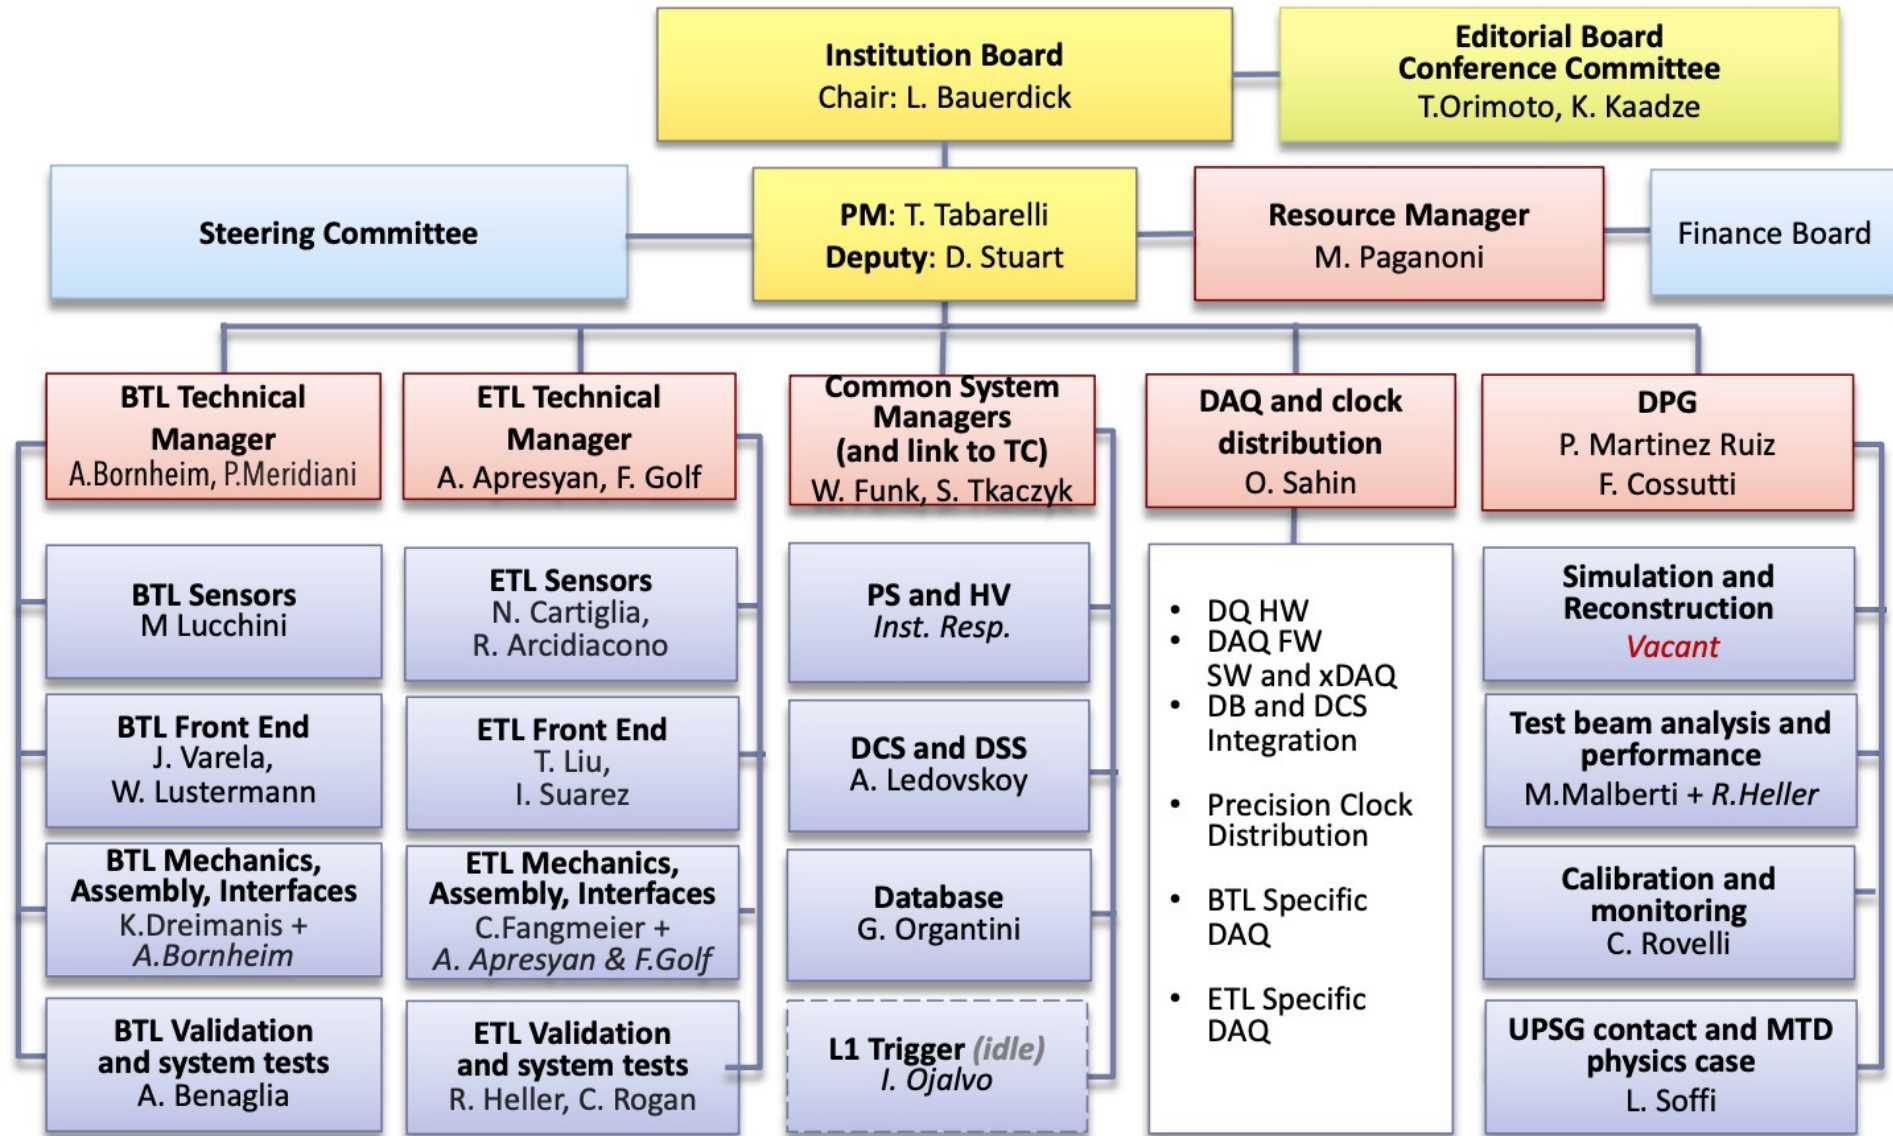 Institution Board
Chair: L. Bauerdick
Editorial Board
Conference Committee
T.Orimoto, K. Kaadze
Steering Committee
PM: T. Tabarelli
Deputy: D. Stuart
Resource Manager
M. Paganoni
Finance Board
BTL Technical
Manager
A.Bornheim, P.Meridiani
ETL Technical
Manager
A. Apresyan, F. Golf
Common System
Managers
(and link to TC)
W. Funk, S. Tkaczyk
DAQ and clock
distribution
O. Sahin
DPG
P. Martinez Ruiz
F. Cossutti
BTL Sensors
M Lucchini
BTL Front End
J. Varela,
W. Lustermann
BTL Mechanics,
Assembly, Interfaces
K.Dreimanis +
A.Bornheim
BTL Validation
and system tests
A. Benaglia
ETL Sensors
N. Cartiglia,
R. Arcidiacono
ETL Front End
T. Liu,
I. Suarez
ETL Mechanics,
Assembly, Interfaces
C.Fangmeier +
A. Apresyan & F.Golf
ETL Validation
and system tests
R. Heller, C. Rogan
PS and HV
Inst. Resp.
DCS and DSS
A. Ledovskoy
Database
G. Organtini
L1 Trigger (idle)
I. Ojalvo
• DQ HW
• DAQ FW
SW and xDAQ
• DB and DCS
Integration
• Precision Clock
Distribution
• BTL Specific
DAQ
• ETL Specific
DAQ
Simulation and
Reconstruction
Vacant
Test beam analysis and
performance
M.Malberti + R.Heller
Calibration and
monitoring
C. Rovelli
UPSG contact and MTD
physics case
L. Soffi